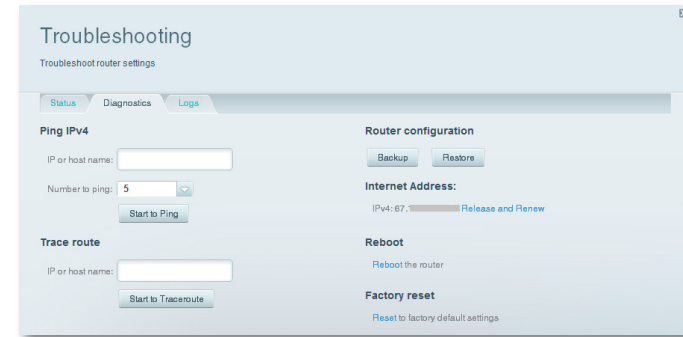 Troubleshooting
Troubleshoot router settings
Status Diagnostics Logs
Ping IPv4
IP or host name:
Number to ping: 5
Start to Ping
Trace route
IP or host name:
Start to Traceroute
Router configuration
Backup Restore
Internet Address:
IPv4: 67. Release and Renew
Reboot
Reboot the router
Factory reset
Reset to factory default settings